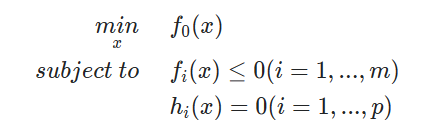 min f₀(x)
x
subject to fᵢ(x) ≤ 0(i = 1, ..., m)
hᵢ(x) = 0(i = 1, ..., p)